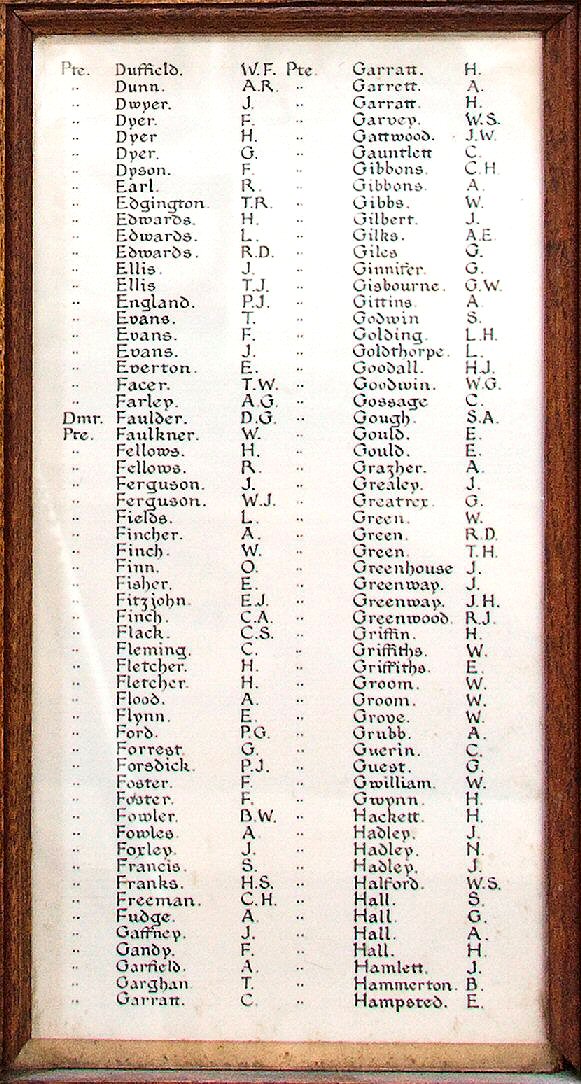 Pte. Duffield. W.F. Pte. Garratt. H.
" Dunn. A.R. " Garrett. A.
" Dwyer. J. " Garratt. H.
" Dyer. F. " Garvey. W.S.
" Dyer H. " Gattwood. J.W.
" Dyer. G. " Gauntlett C.
" Dyson. F. " Gibbons. C.H.
" Earl. R. " Gibbons. A.
" Edgington. T.R. " Gibbs. W.
" Edwards. H. " Gilbert. J.
" Edwards. L. " Gilks. A.E.
" Edwards. R.D. " Giles G.
" Ellis. J. " Ginnifer. G.
" Ellis T.J. " Gisbourne. G.W.
" England. P.J. " Gittins. A.
" Evans. T. " Godwin S.
" Evans. F. " Golding. L.H.
" Evans. J. " Goldthorpe. L.
" Everton. E. " Goodall. H.J.
" Facer. T.W. " Goodwin. W.G.
" Farley. A.G. " Gossage C.
Dmr. Faulder. D.G. " Gough. S.A.
Pte. Faulkner. W. " Gould. E.
" Fellows. H. " Gould. E.
" Fellows. R. " Grazher. A.
" Ferguson. J. " Grealey. J.
" Ferguson. W.J. " Greatrex. G.
" Fields. L. " Green. W.
" Fincher. A. " Green. R.D.
" Finch. W. " Green. T.H.
" Finn. O. " Greenhouse J.
" Fisher. E. " Greenway. J.
" Fitzjohn. E.J. " Greenway. J.H.
" Finch. C.A. " Greenwood. R.J.
" Flack. C.S. " Griffin. H.
" Fleming. C. " Griffiths. W.
" Fletcher. H. " Griffiths. E.
" Fletcher. H. " Groom. W.
" Flood. A. " Groom. W.
" Flynn. E. " Grove. W.
" Ford. P.G. " Grubb. A.
" Forrest. G. " Guerin. C.
" Forsdick. P.J. " Guest. G.
" Foster. F. " Gwilliam. W.
" Foster. F. " Gwynn. H.
" Fowler. B.W. " Hackett. H.
" Fowles. A. " Hadley. J.
" Foxley. J. " Hadley. N.
" Francis. S. " Hadley. J.
" Franks. H.S. " Halford. W.S.
" Freeman. C.H. " Hall. S.
" Fudge. A. " Hall. G.
" Gaffney. J. " Hall. A.
" Gandy. F. " Hall. H.
" Garfield. A. " Hamlett. J.
" Garghan T. " Hammerton. B.
" Garratt. C. " Hampsted. E.